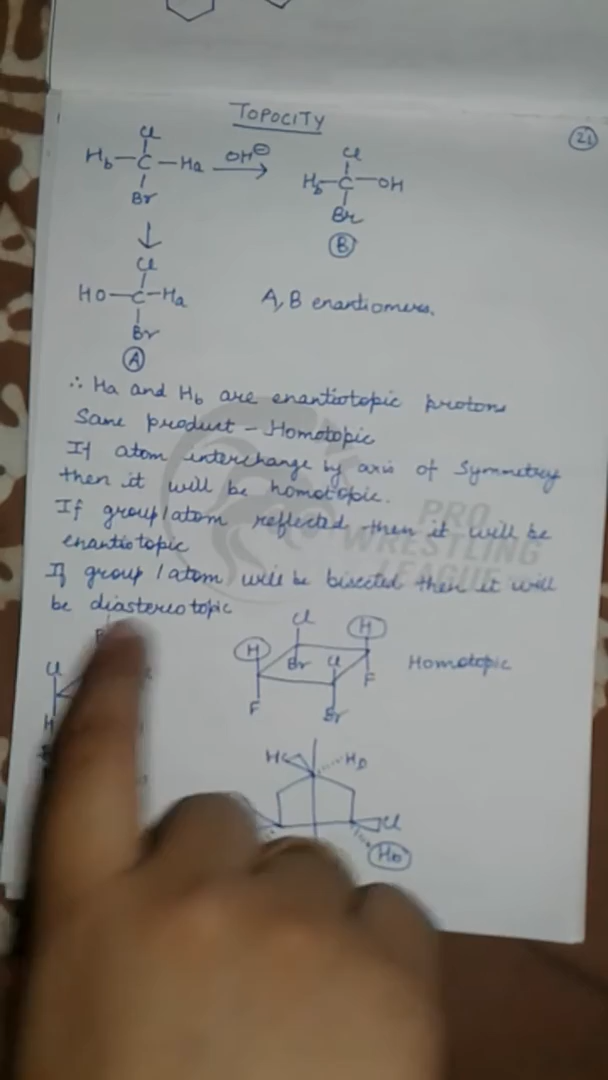 TOPOCITY
21
Cl
Hb-C-Ha OH⊖
Br
Cl
Hb-C-OH
Br
B
Cl
HO-C-Ha A, B enantiomers.
Br
A
∴ Ha and Hb are enantiotopic protons
Same product - Homotopic
If atom interchange by axis of Symmetry
then it will be homotopic.
If group/atom reflected then it will be
enantiotopic
If group/atom will be bisected then it will
be diastereotopic
Cl H
H Br Cl Homotopic
F F
Br
Cl
H
Cl
PRO
WRESTLING
LEAGUE